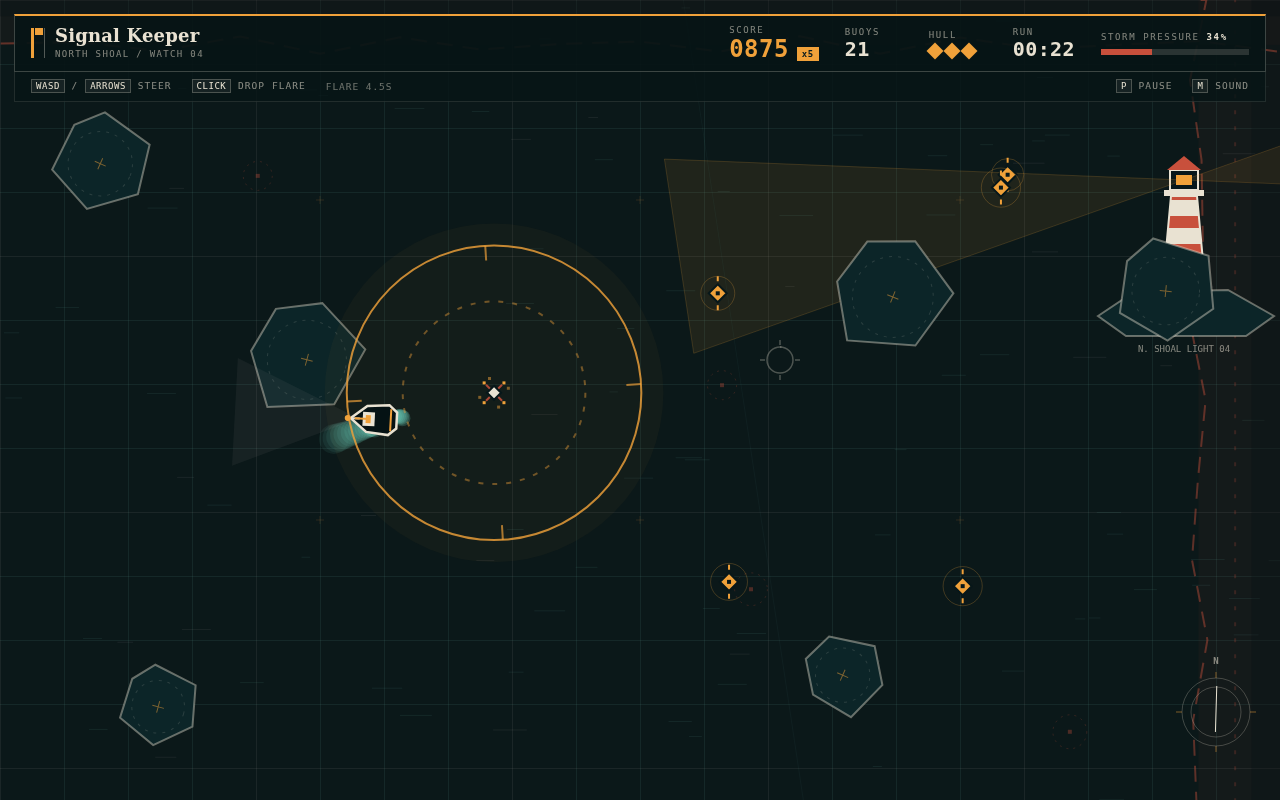 Signal Keeper
NORTH SHOAL / WATCH 04
SCORE
0875 x5
BUOYS
21
HULL
RUN
00:22
STORM PRESSURE 34%
WASD / ARROWS STEER
CLICK DROP FLARE
FLARE 4.5S
P PAUSE
M SOUND
N. SHOAL LIGHT 04
N